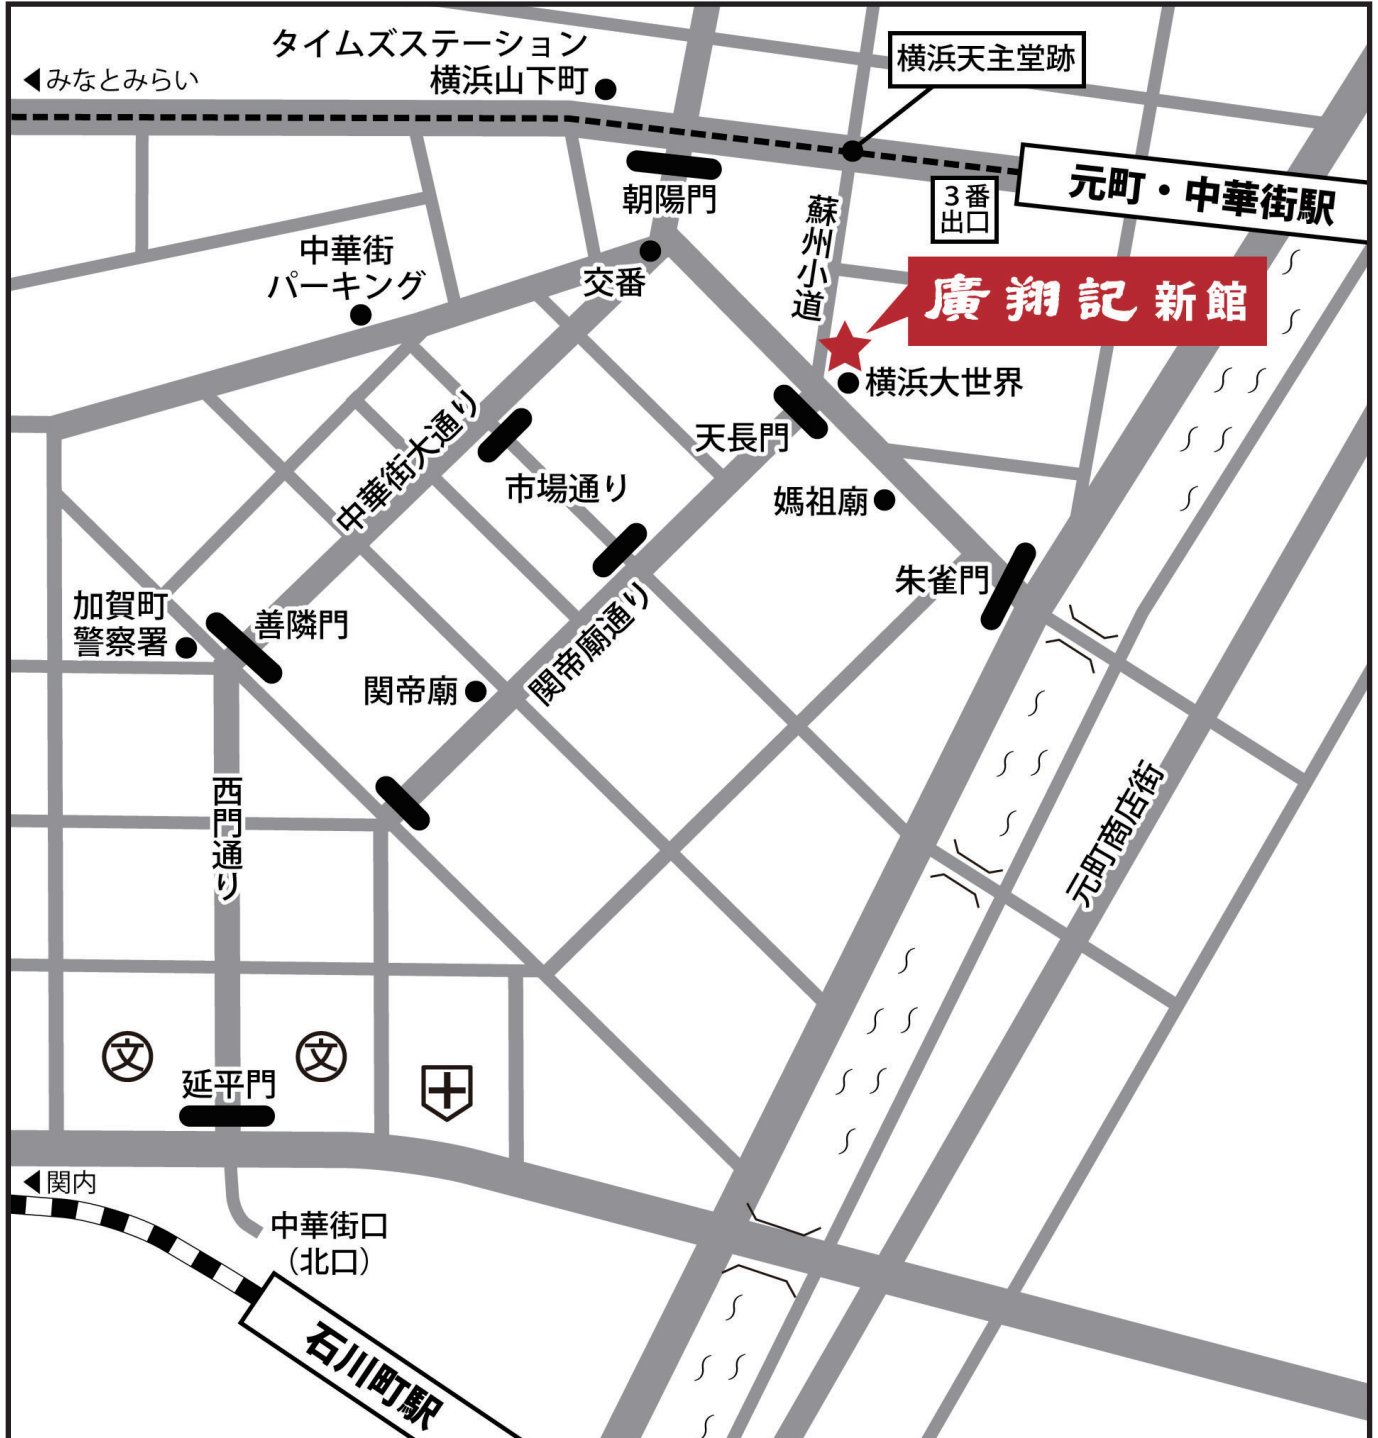 タイムズステーション
横浜山下町
◀みなとみらい
横浜天主堂跡
元町・中華街駅
3番
出口
朝陽門
蘇州小道
中華街
パーキング
交番
廣翔記 新館
横浜大世界
天長門
中華街大通り
市場通り
媽祖廟
朱雀門
加賀町
警察署
善隣門
関帝廟通り
関帝廟
西門通り
元町商店街
文
文
延平門
◀関内
中華街口
（北口）
石川町駅